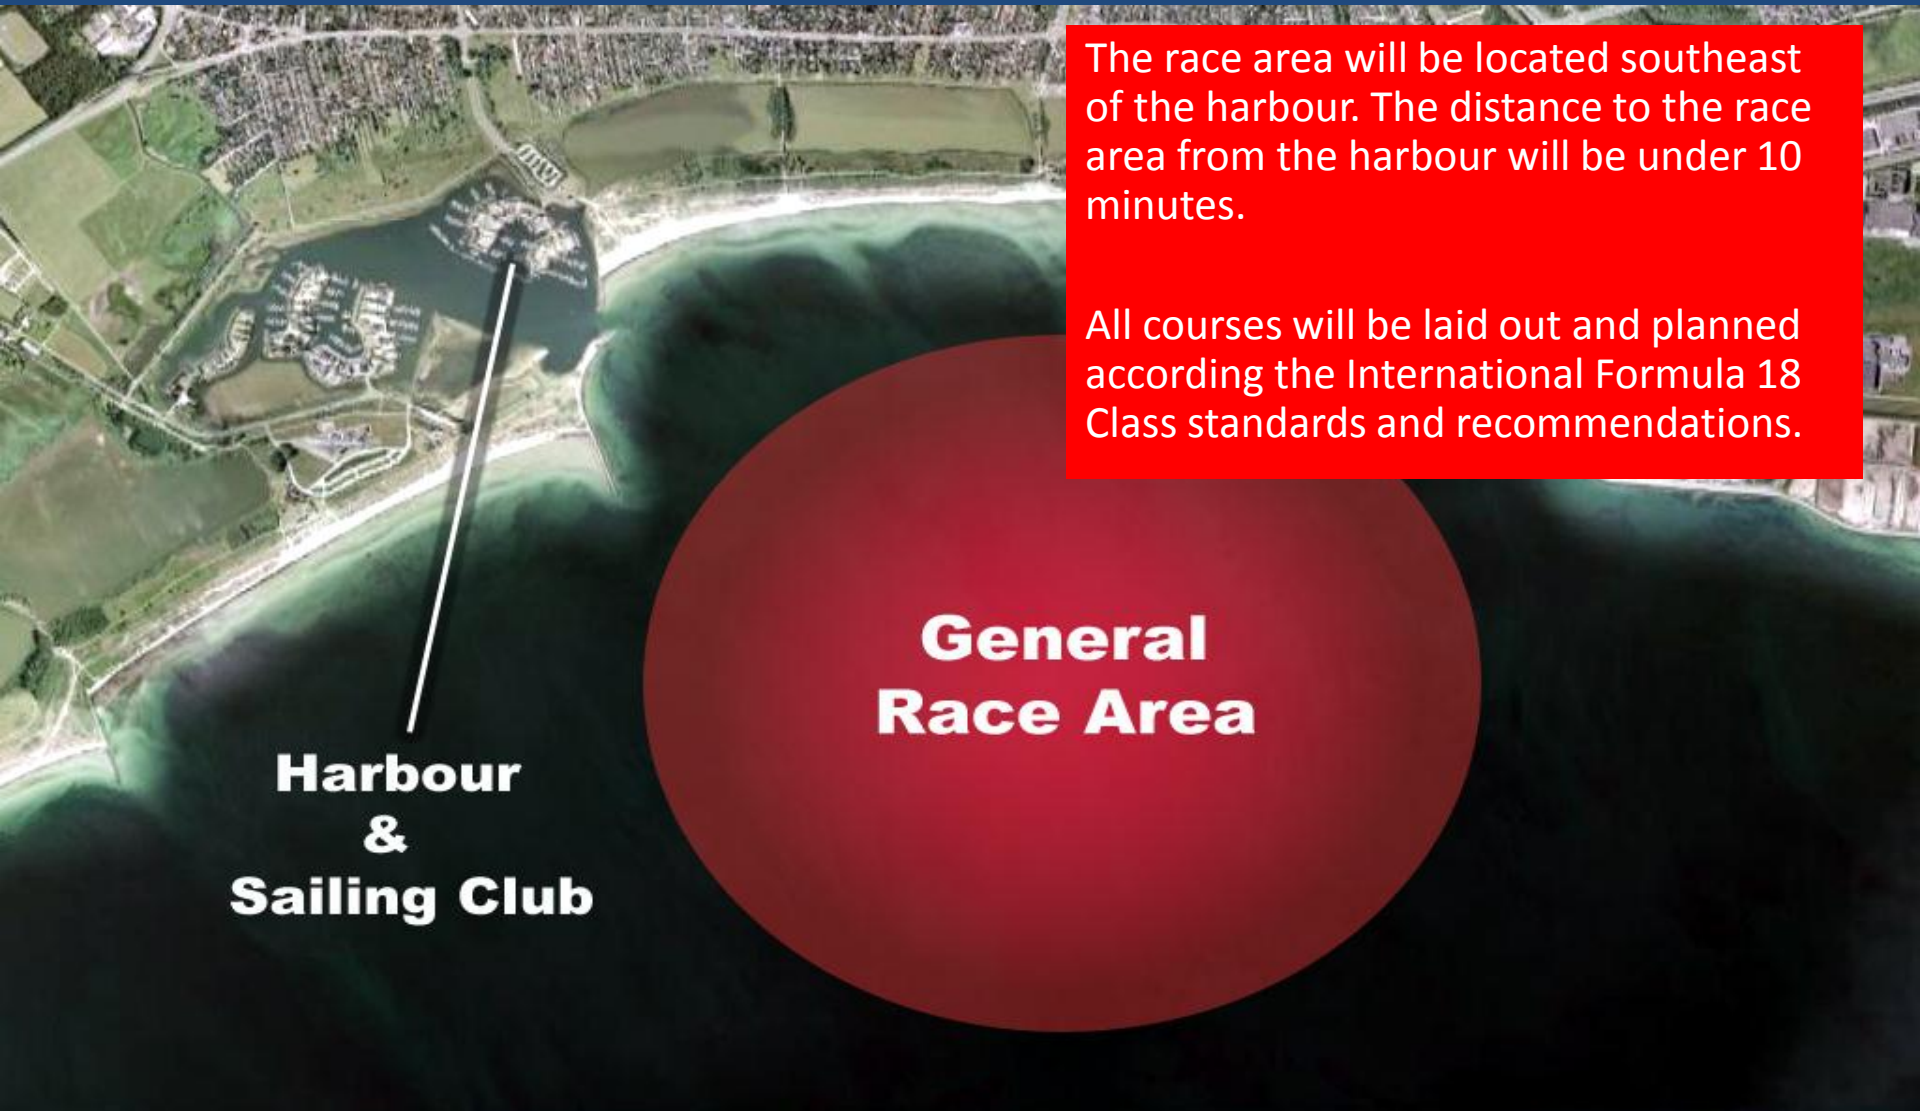 The race area will be located southeast
of the harbour. The distance to the race
area from the harbour will be under 10
minutes.
All courses will be laid out and planned
according the International Formula 18
Class standards and recommendations.
General
Race Area
Harbour
&
Sailing Club